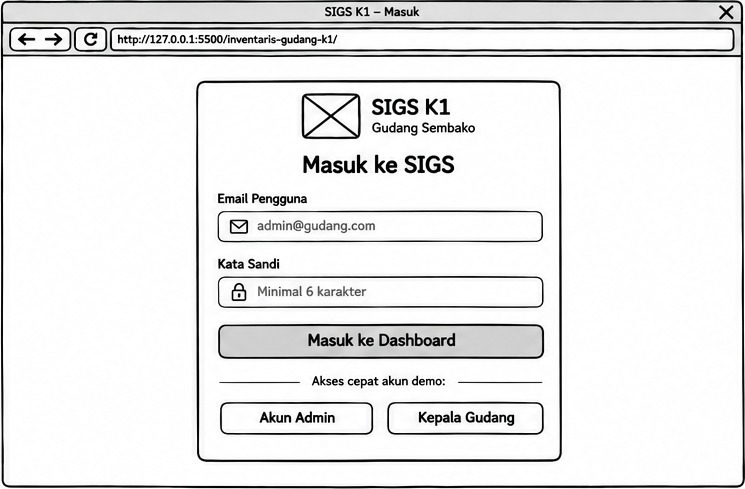 SIGS K1 – Masuk
http://127.0.0.1:5500/inventaris-gudang-k1/
SIGS K1
Gudang Sembako
Masuk ke SIGS
Email Pengguna
admin@gudang.com
Kata Sandi
Minimal 6 karakter
Masuk ke Dashboard
Akses cepat akun demo:
Akun Admin
Kepala Gudang